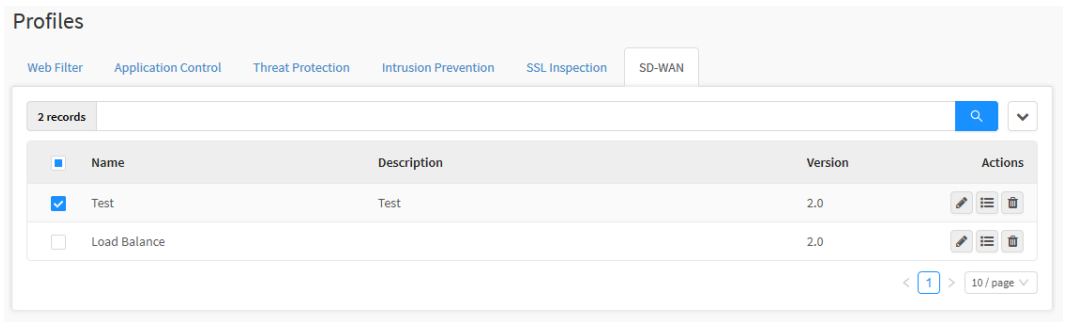 Profiles
Web Filter Application Control Threat Protection Intrusion Prevention SSL Inspection SD-WAN
2 records
Name Description Version Actions
Test Test 2.0
Load Balance 2.0
< 1 > 10 / page